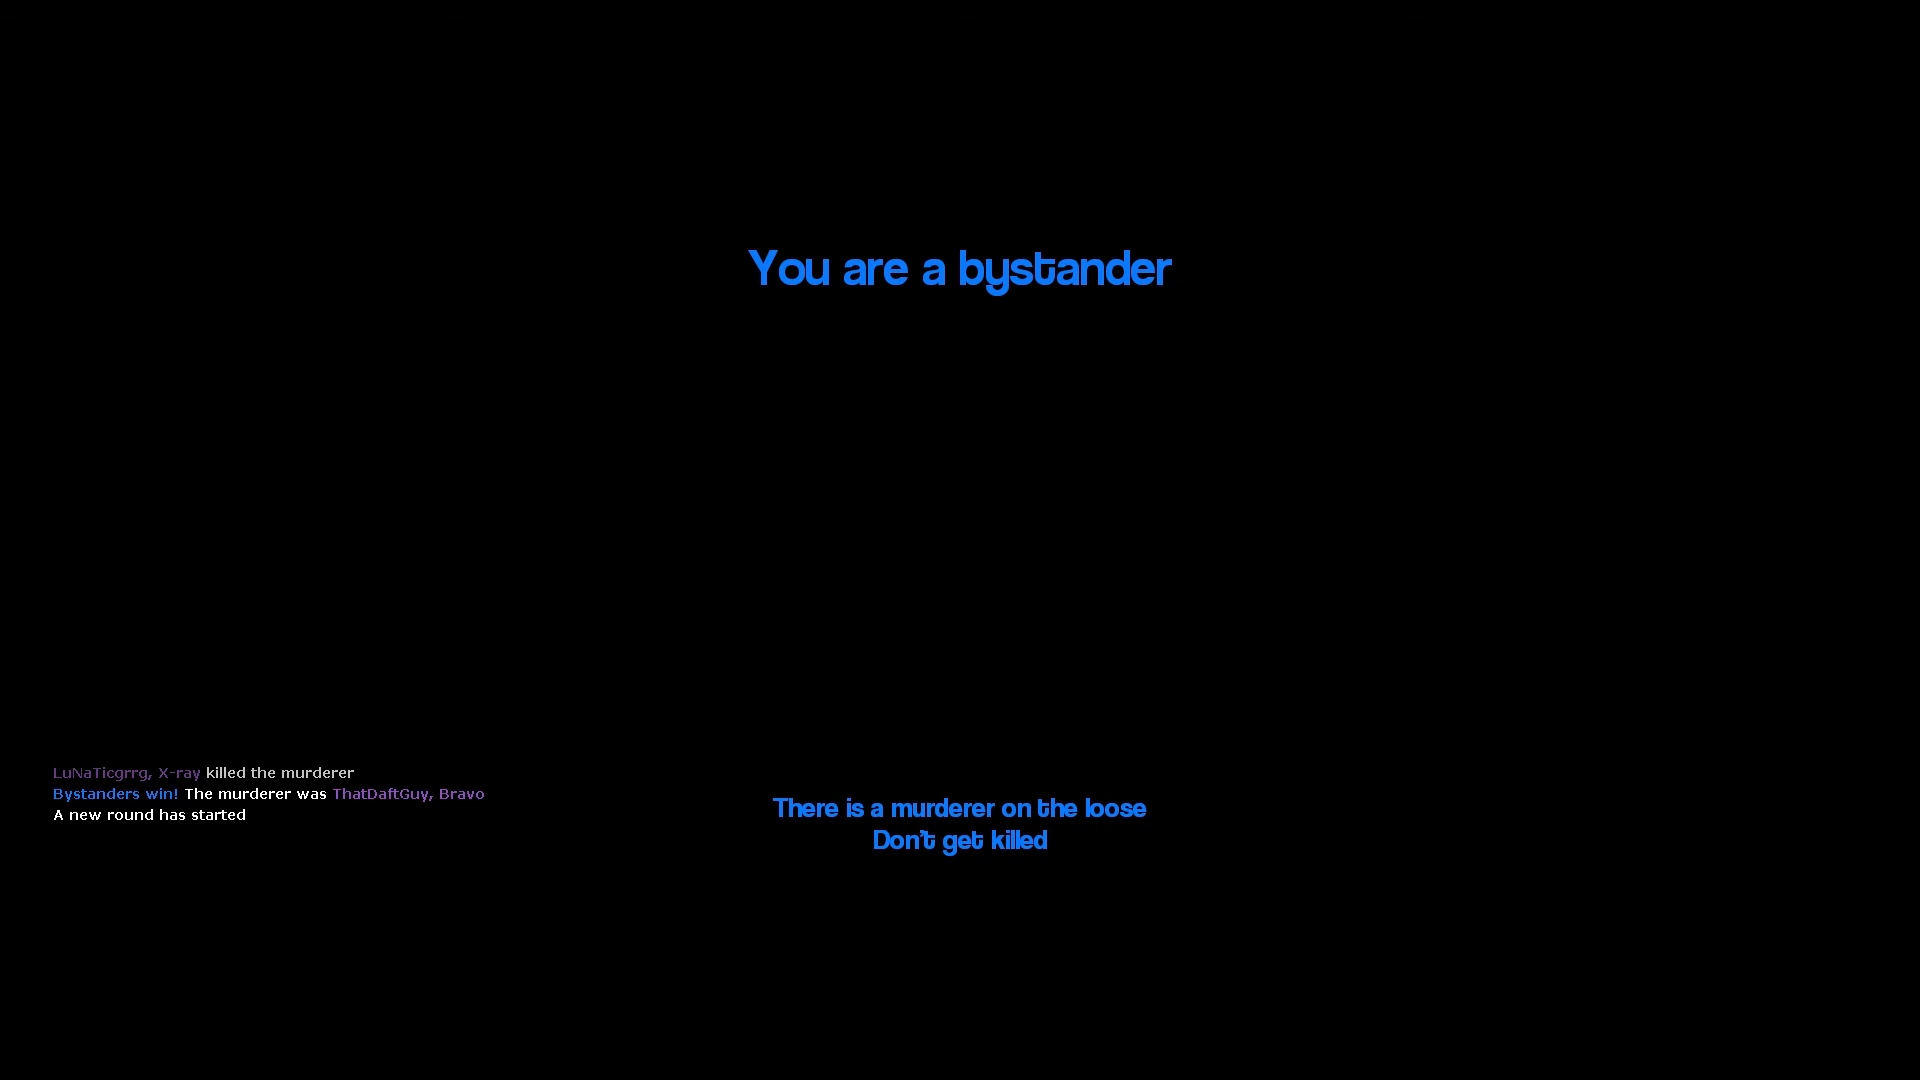 You are a bystander
LuNaTicgrrg, X-ray killed the murderer
Bystanders win! The murderer was ThatDaftGuy, Bravo
A new round has started
There is a murderer on the loose
Don't get killed